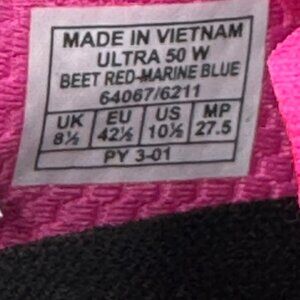 MADE IN VIETNAM
ULTRA 50 W
BEET RED-MARINE BLUE
64067/6211
UK EU US MP
8½ 42½ 10½ 27.5
PY 3-01